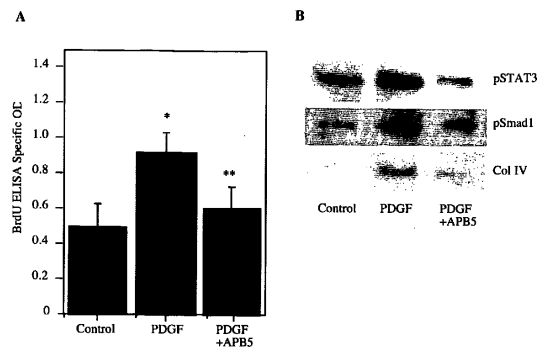 A
BrdU ELISA Specific OD
1.4
1.2
1.0
0.8
0.6
0.4
0.2
0
*
**
Control
PDGF
PDGF
+APB5
B
pSTAT3
pSmad1
Col IV
Control
PDGF
PDGF
+APB5